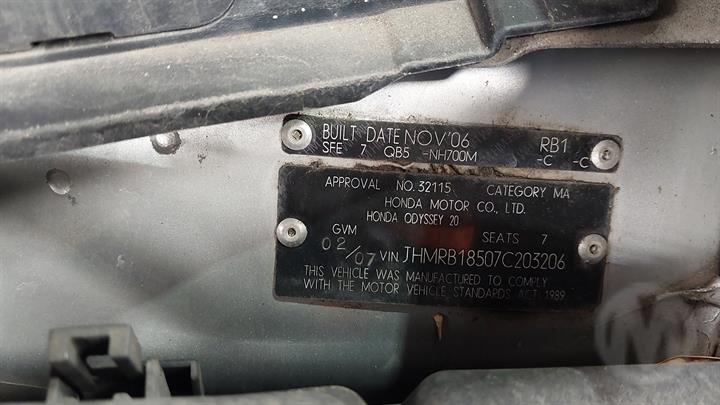 BUILT DATE NOV'06 RB1
SFE 7 QB5 -NH700M -C -C
APPROVAL NO. 32115 CATEGORY MA
HONDA MOTOR CO., LTD.
HONDA ODYSSEY 20
GVM SEATS 7
02/07 VIN JHMRB18507C203206
THIS VEHICLE WAS MANUFACTURED TO COMPLY
WITH THE MOTOR VEHICLE STANDARDS ACT 1989
M